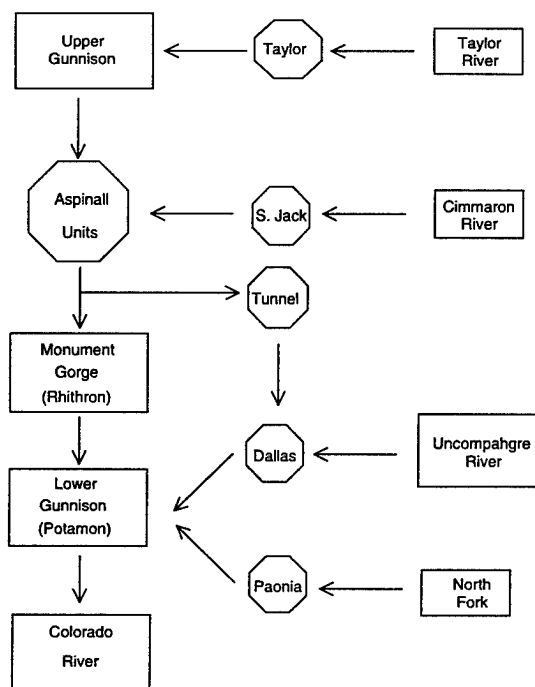 Upper
Gunnison
Taylor
Taylor
River
Aspinall
Units
S. Jack
Cimmaron
River
Tunnel
Monument
Gorge
(Rhithron)
Dallas
Uncompahgre
River
Lower
Gunnison
(Potamon)
Paonia
North
Fork
Colorado
River